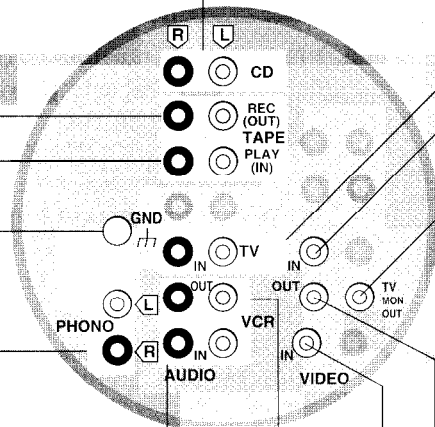 R L
CD
REC
(OUT)
TAPE
PLAY
(IN)
GND
IN TV IN
OUT OUT TV
MON
OUT
L
PHONO VCR
R IN IN
AUDIO VIDEO